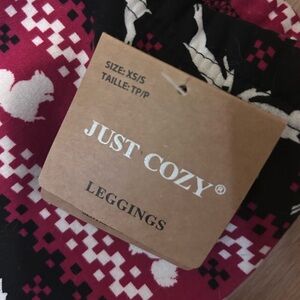 SIZE: XS/S
TAILLE: TP/P
JUST COZY®
LEGGINGS